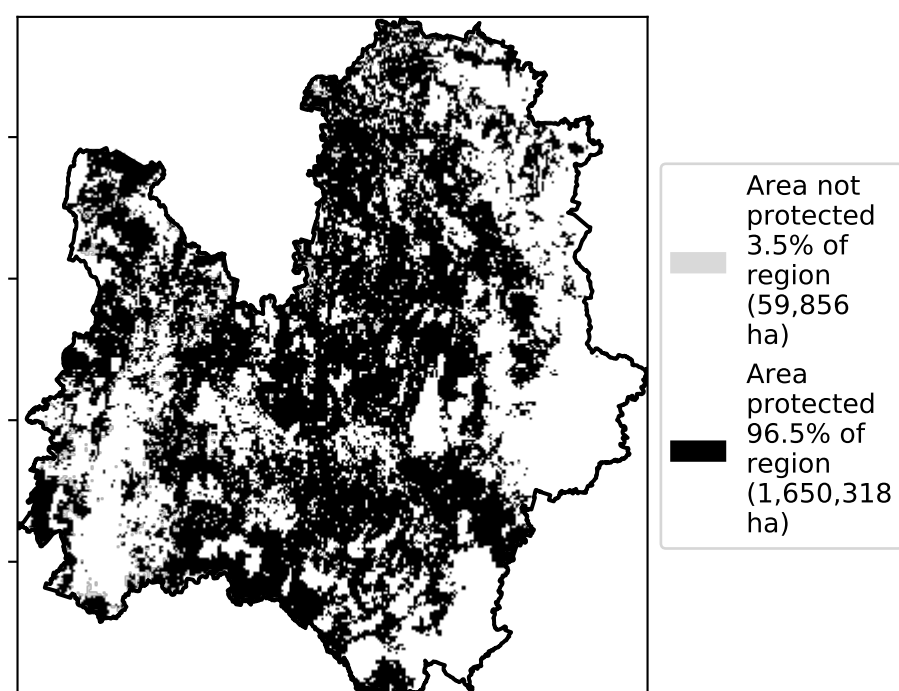 Area not
protected
3.5% of
region
(59,856
ha)
Area
protected
96.5% of
region
(1,650,318
ha)